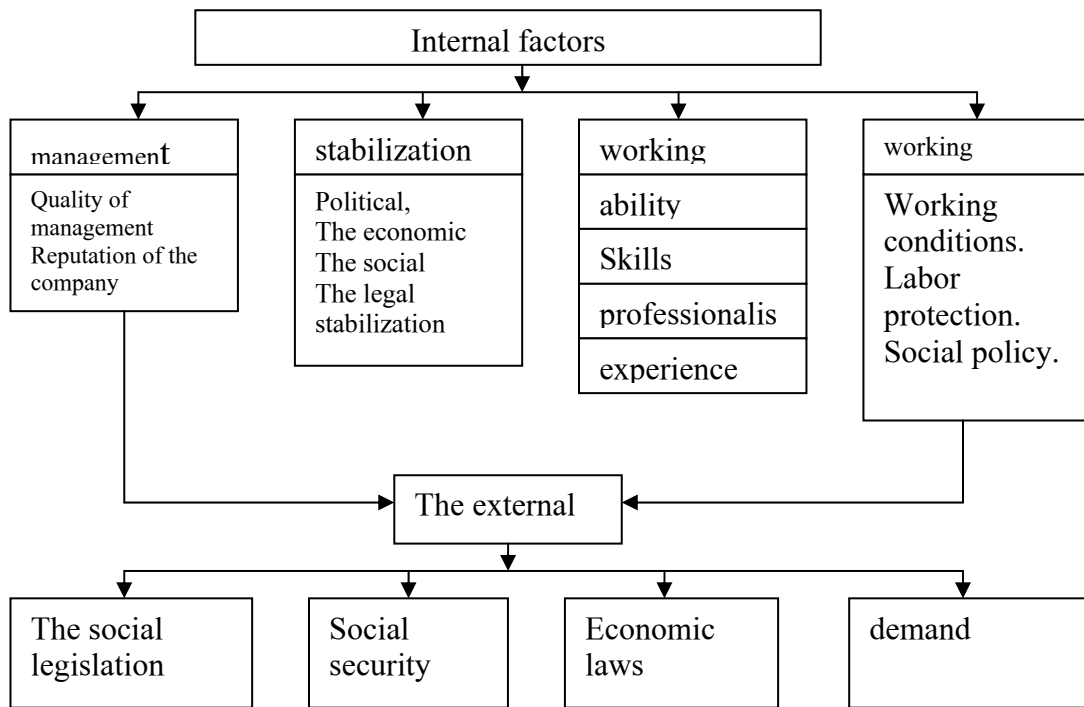 Internal factors
management
Quality of
management
Reputation of the
company
stabilization
Political,
The economic
The social
The legal
stabilization
working
ability
Skills
professionalis
experience
working
Working
conditions.
Labor
protection.
Social policy.
The external
The social
legislation
Social
security
Economic
laws
demand